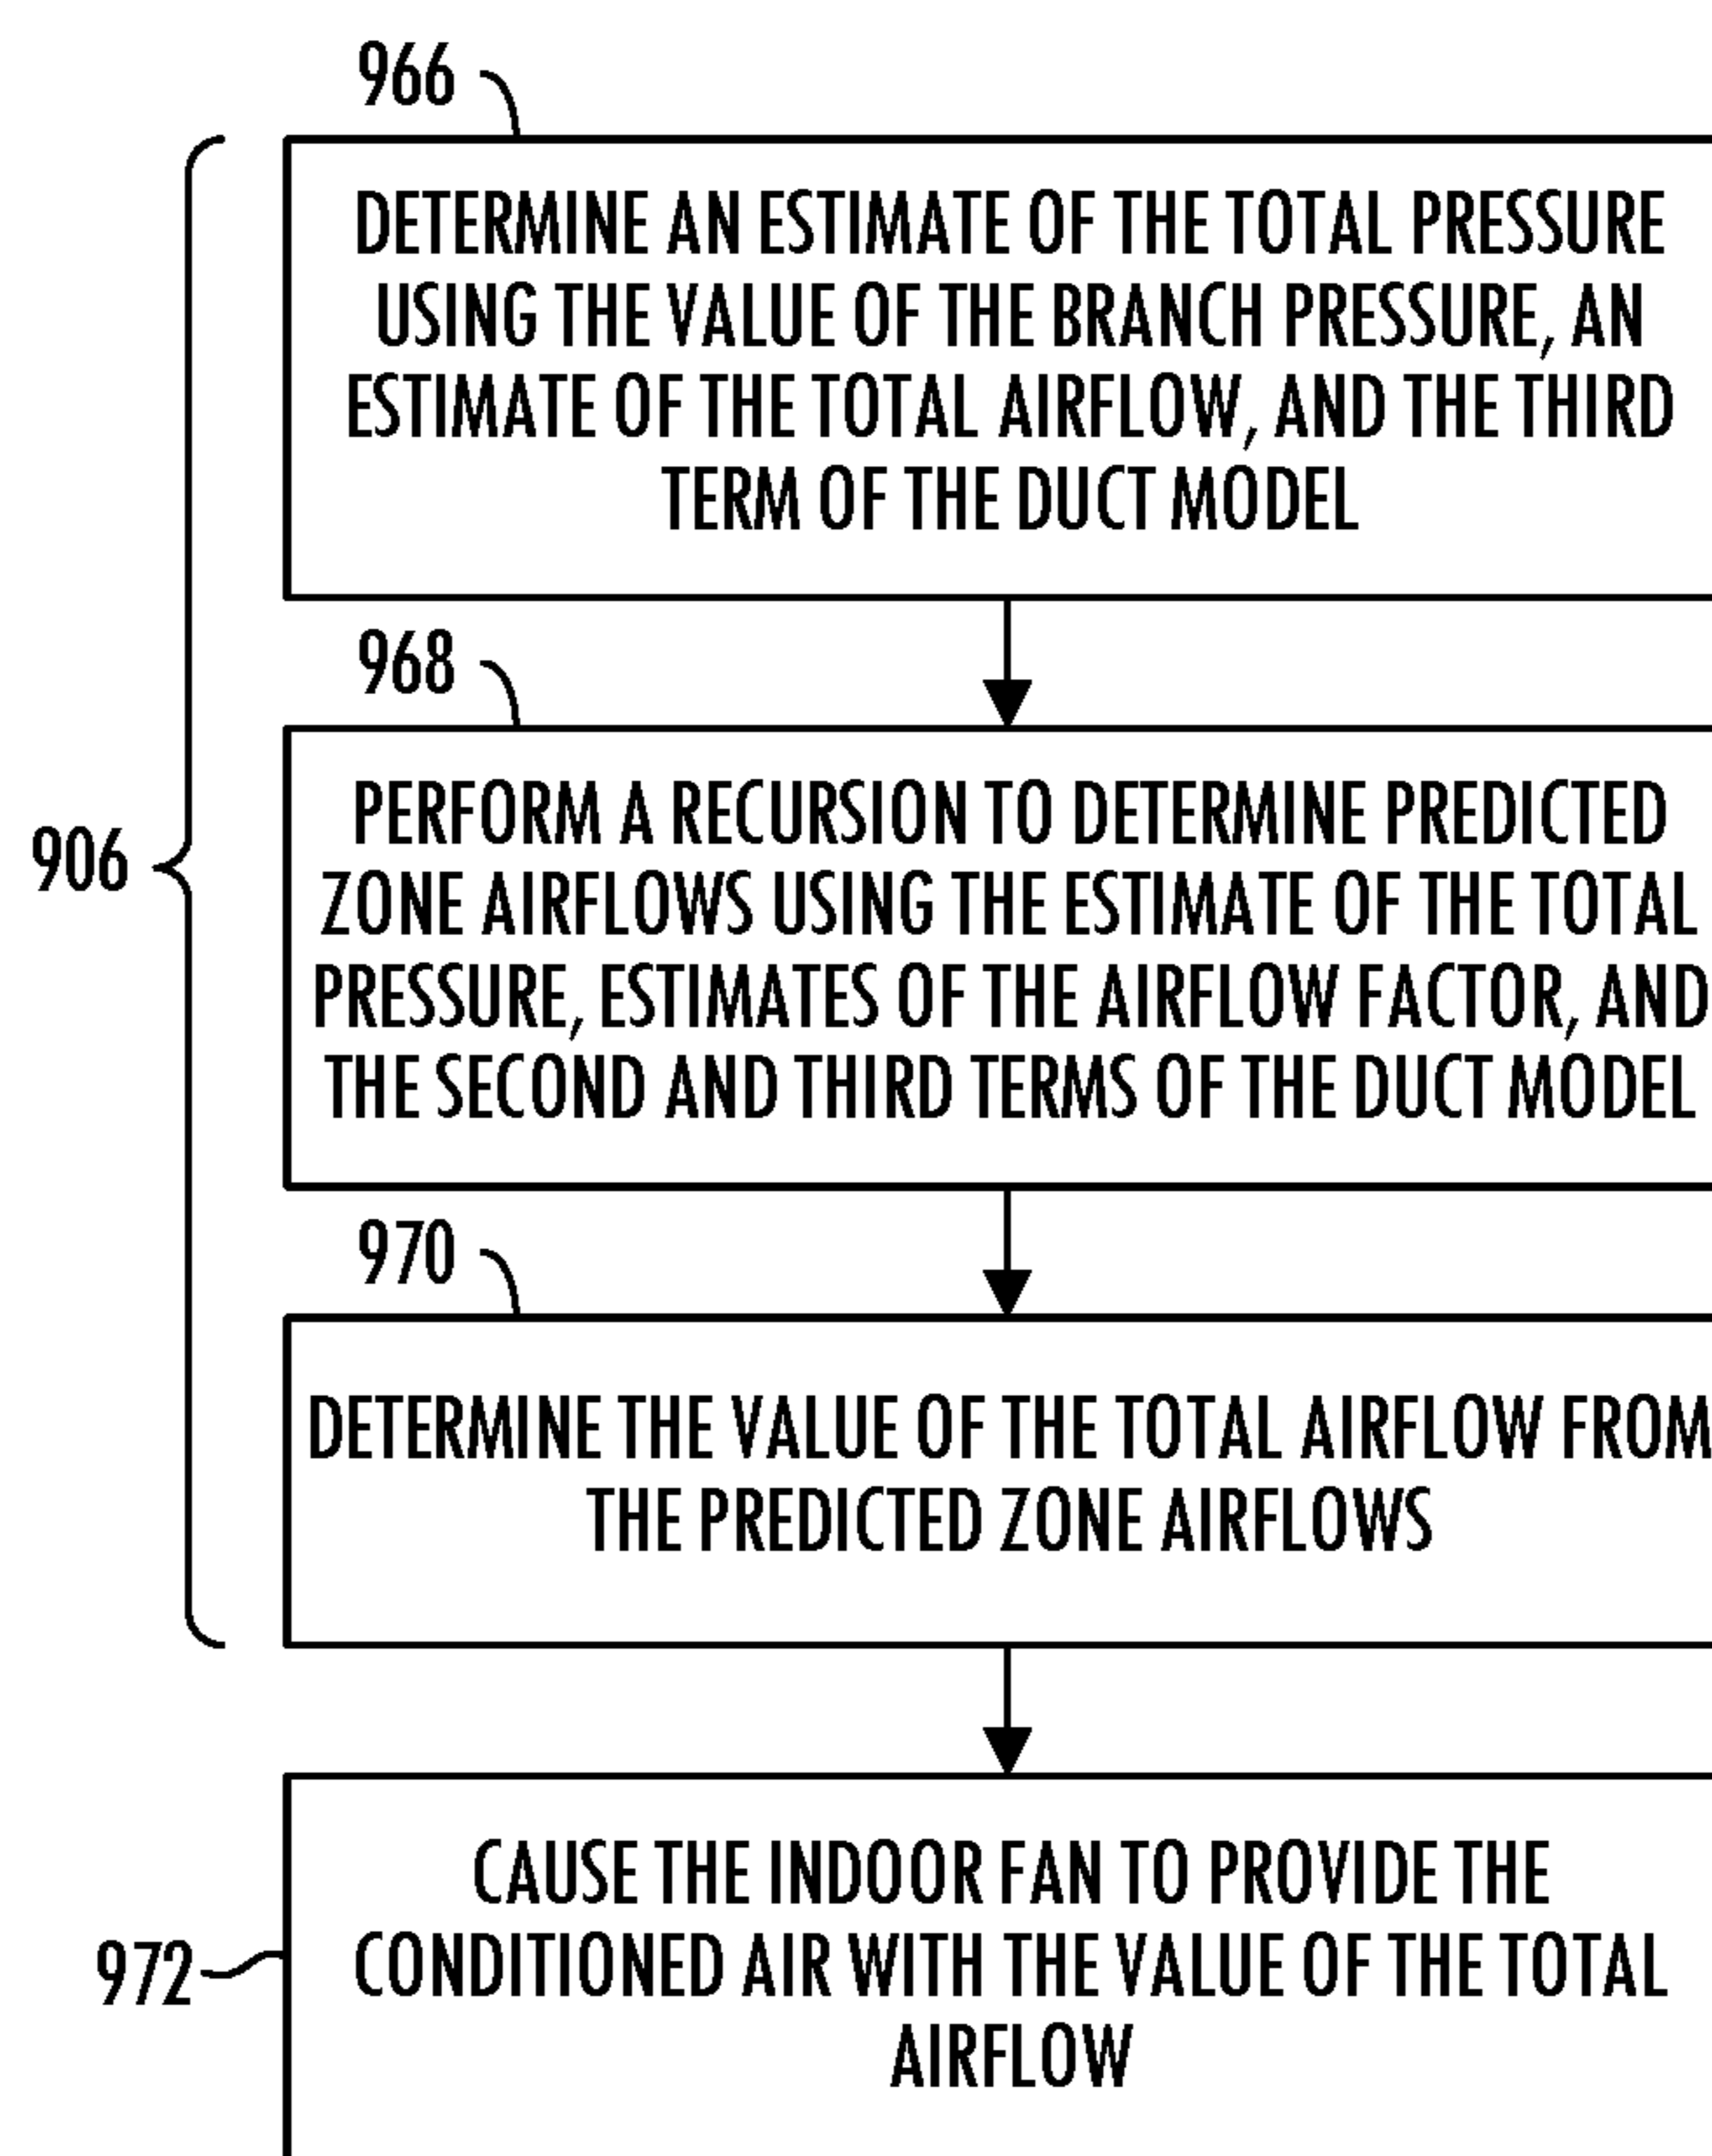 966
DETERMINE AN ESTIMATE OF THE TOTAL PRESSURE
USING THE VALUE OF THE BRANCH PRESSURE, AN
ESTIMATE OF THE TOTAL AIRFLOW, AND THE THIRD
TERM OF THE DUCT MODEL
968
PERFORM A RECURSION TO DETERMINE PREDICTED
ZONE AIRFLOWS USING THE ESTIMATE OF THE TOTAL
PRESSURE, ESTIMATES OF THE AIRFLOW FACTOR, AND
THE SECOND AND THIRD TERMS OF THE DUCT MODEL
906
970
DETERMINE THE VALUE OF THE TOTAL AIRFLOW FROM
THE PREDICTED ZONE AIRFLOWS
972
CAUSE THE INDOOR FAN TO PROVIDE THE
CONDITIONED AIR WITH THE VALUE OF THE TOTAL
AIRFLOW